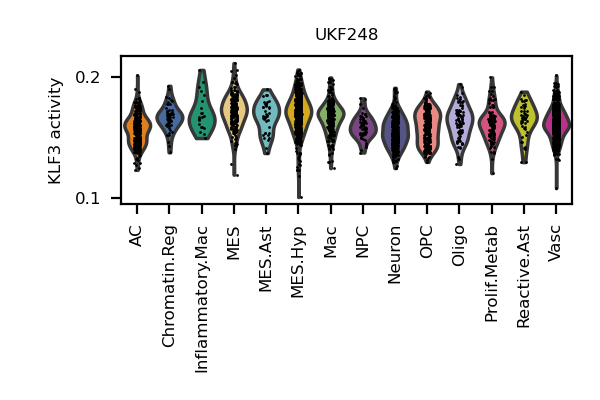 UKF248
KLF3 activity
0.2
0.1
AC
Chromatin.Reg
Inflammatory.Mac
MES
MES.Ast
MES.Hyp
Mac
NPC
Neuron
OPC
Oligo
Prolif.Metab
Reactive.Ast
Vasc